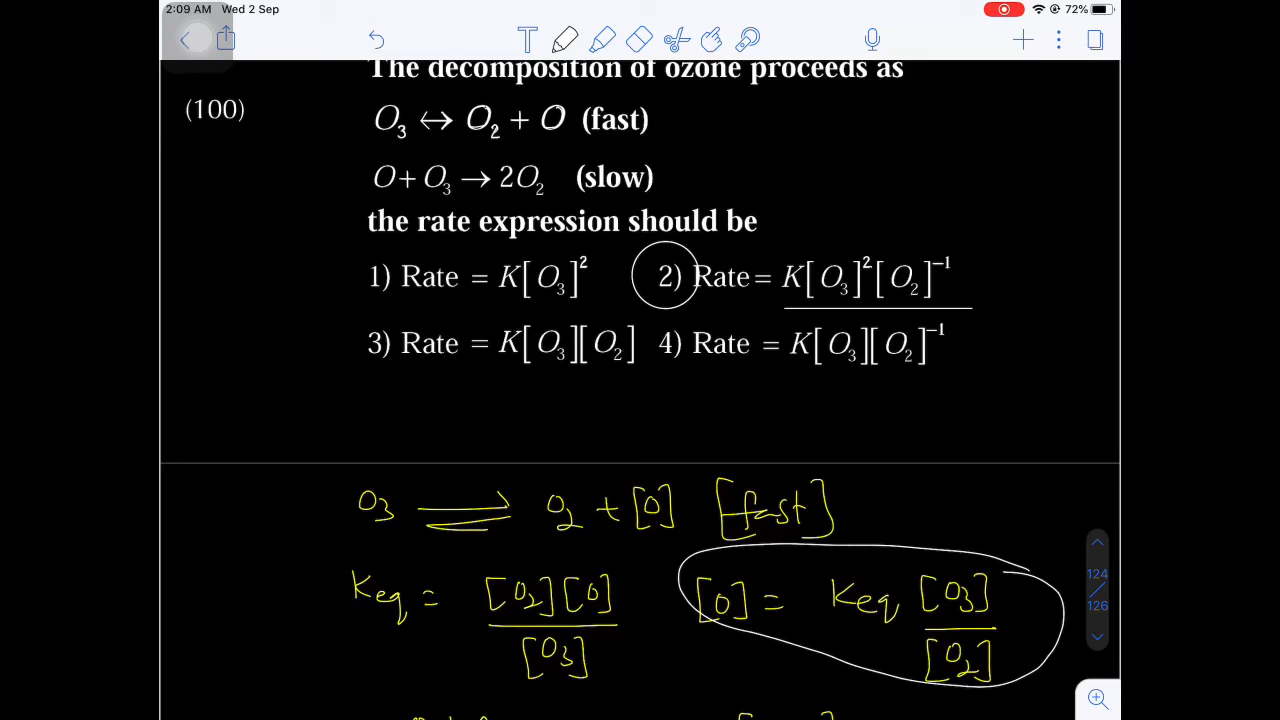 2:09 AM Wed 2 Sep 72%
The decomposition of ozone proceeds as
(100)
O₃ ↔ O₂ + O (fast)
O + O₃ → 2O₂ (slow)
the rate expression should be
1) Rate = K[O₃]² 2) Rate = K[O₃]²[O₂]⁻¹
3) Rate = K[O₃][O₂] 4) Rate = K[O₃][O₂]⁻¹
O₃ ⇌ O₂ + [O] [fast]
Keq = [O₂][O] / [O₃] [O] = Keq [O₃] / [O₂]
124/126